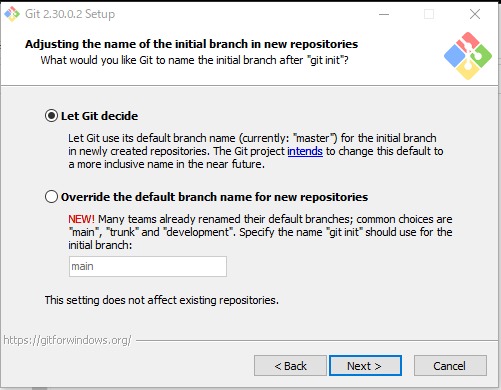 Git 2.30.0.2 Setup
Adjusting the name of the initial branch in new repositories
What would you like Git to name the initial branch after "git init"?
Let Git decide
Let Git use its default branch name (currently: "master") for the initial branch
in newly created repositories. The Git project intends to change this default to
a more inclusive name in the near future.
Override the default branch name for new repositories
NEW! Many teams already renamed their default branches; common choices are
"main", "trunk" and "development". Specify the name "git init" should use for the
initial branch:
main
This setting does not affect existing repositories.
https://gitforwindows.org/
< Back
Next >
Cancel